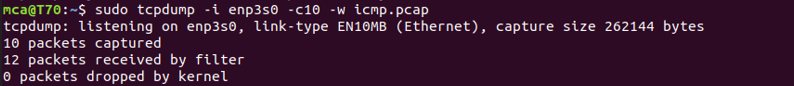 mca@T70:~$ sudo tcpdump -i enp3s0 -c10 -w icmp.pcap
tcpdump: listening on enp3s0, link-type EN10MB (Ethernet), capture size 262144 bytes
10 packets captured
12 packets received by filter
0 packets dropped by kernel